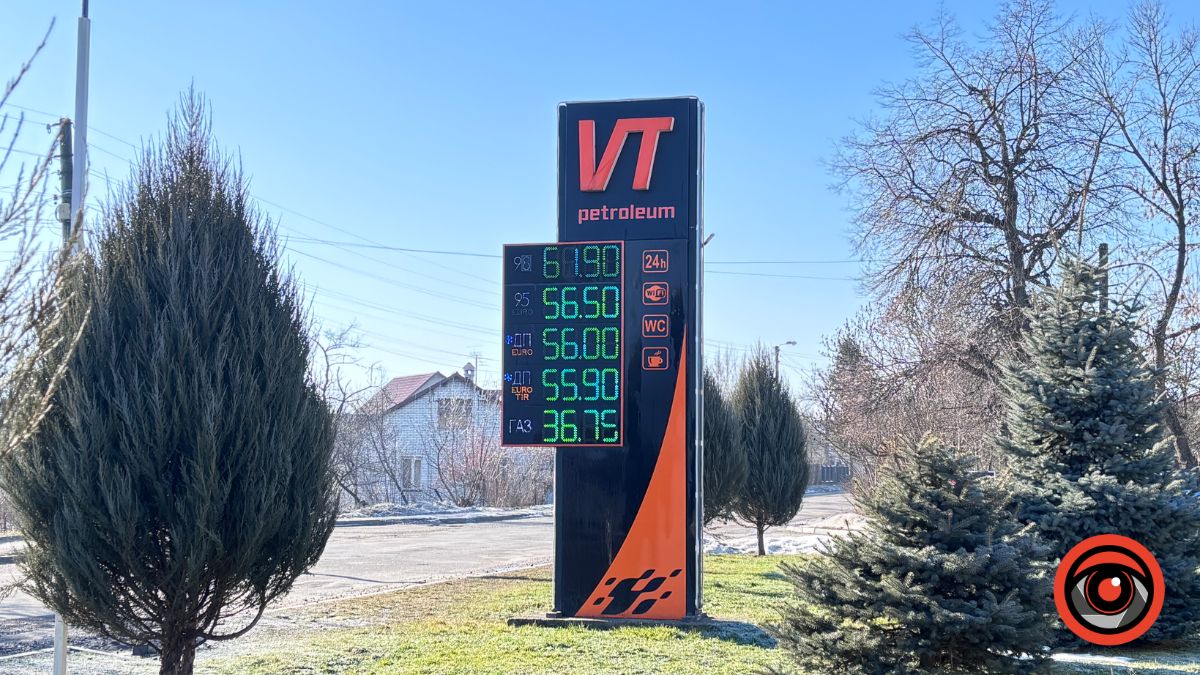 VT
petroleum
98 61.90
95 EURO 56.50
ДП EURO 56.00
ДП EURO TIR 55.90
ГАЗ 36.75
24h
WiFi
WC